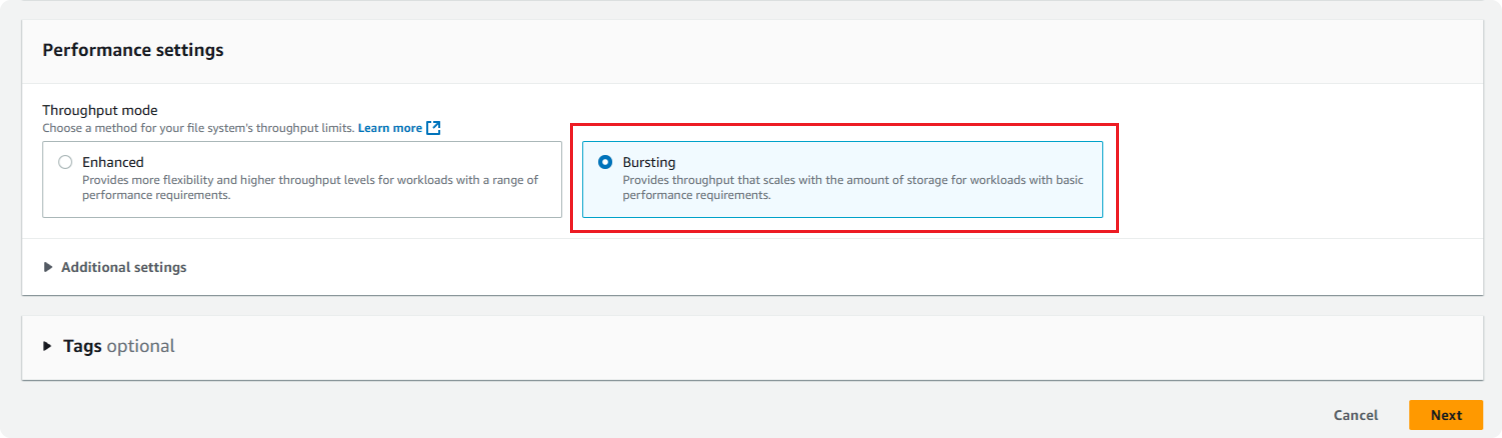 Performance settings
Throughput mode
Choose a method for your file system's throughput limits. Learn more
Enhanced
Provides more flexibility and higher throughput levels for workloads with a range of
performance requirements.
Bursting
Provides throughput that scales with the amount of storage for workloads with basic
performance requirements.
Additional settings
Tags optional
Cancel
Next